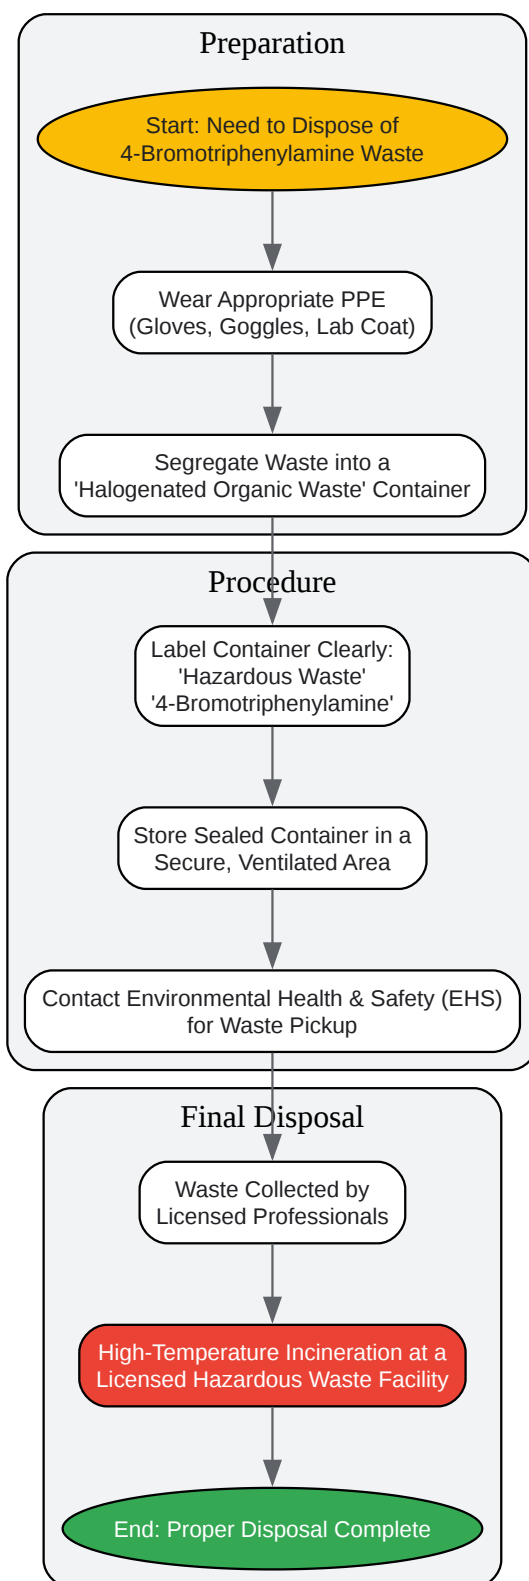 Preparation
Start: Need to Dispose of
4-Bromotriphenylamine Waste
Wear Appropriate PPE
(Gloves, Goggles, Lab Coat)
Segregate Waste into a
'Halogenated Organic Waste' Container
Procedure
Label Container Clearly:
'Hazardous Waste'
'4-Bromotriphenylamine'
Store Sealed Container in a
Secure, Ventilated Area
Contact Environmental Health & Safety (EHS)
for Waste Pickup
Final Disposal
Waste Collected by
Licensed Professionals
High-Temperature Incineration at a
Licensed Hazardous Waste Facility
End: Proper Disposal Complete